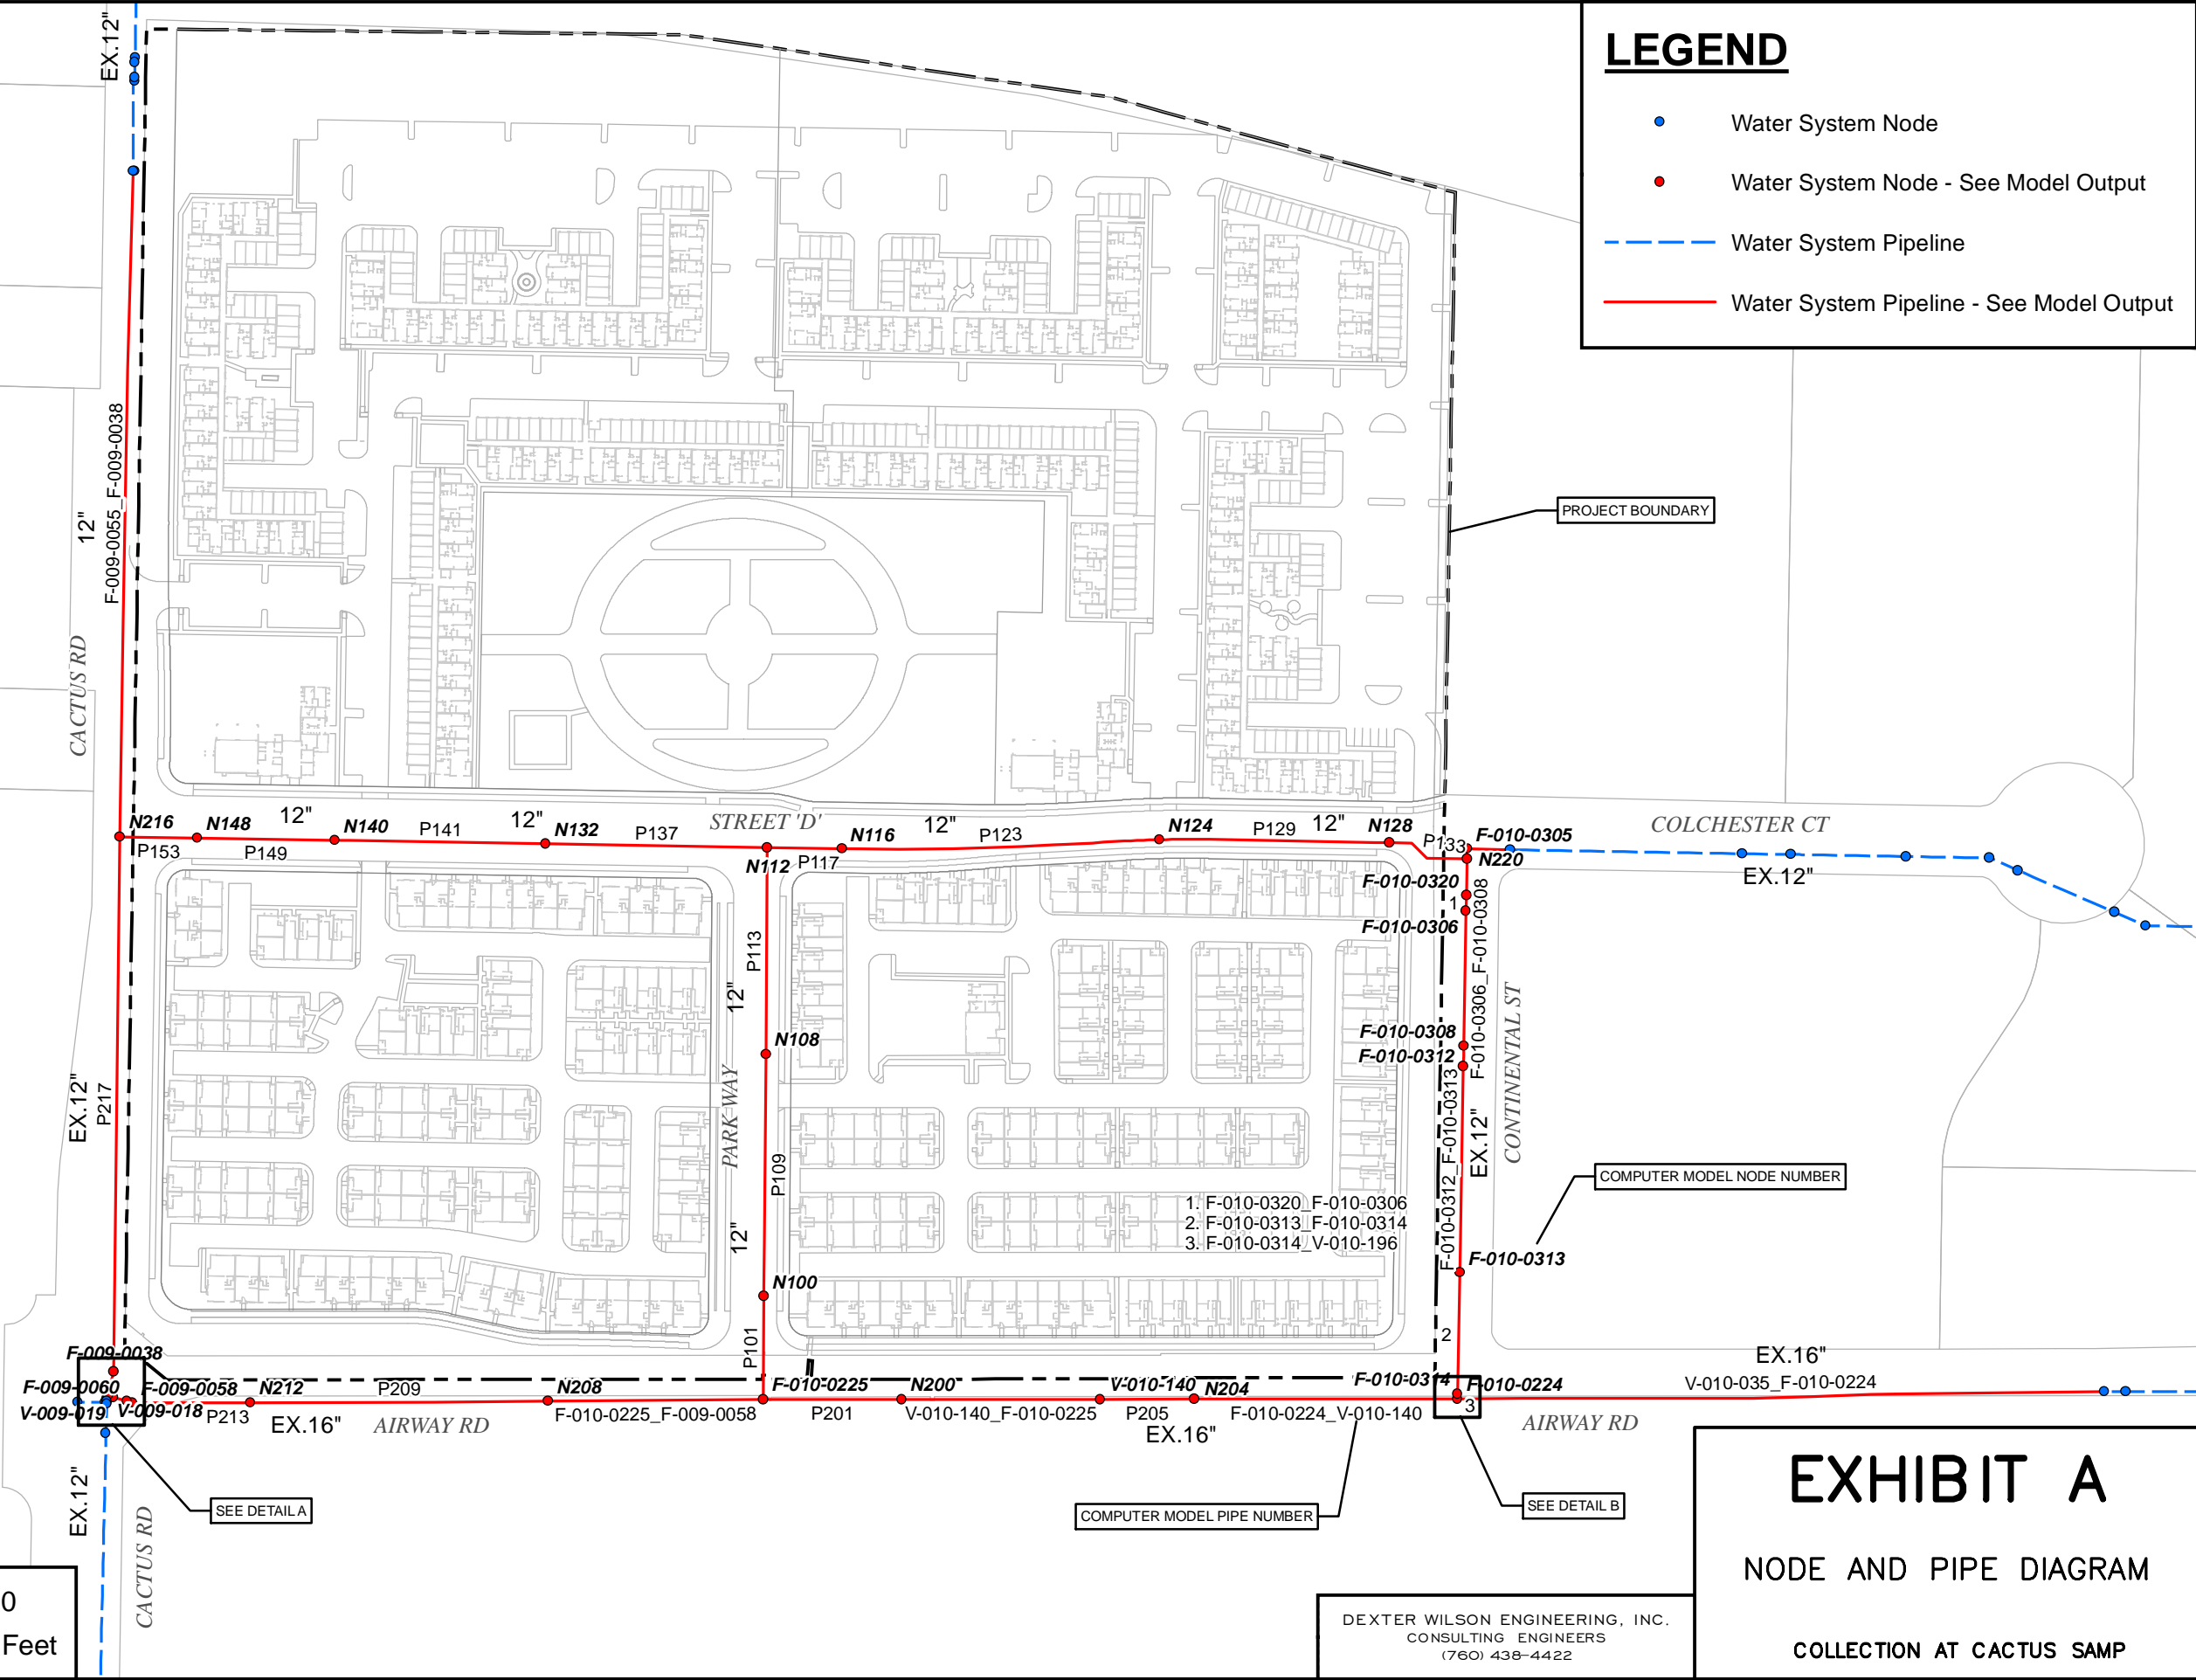 EX.12"
LEGEND
Water System Node
Water System Node - See Model Output
Water System Pipeline
Water System Pipeline - See Model Output
F-009-0055_F-009-0038
12"
CACTUS RD
PROJECT BOUNDARY
N216
N148
12"
N140
P141
12"
N132
P137
STREET 'D'
N116
12"
P123
N124
P129
12"
N128
P133
F-010-0305
COLCHESTER CT
P153
P149
N112
P117
N220
EX.12"
F-010-0320
1
F-010-0306
F-010-0306_F-010-0308
P113
12"
N108
F-010-0308
F-010-0312
CONTINENTAL ST
EX.12"
P217
PARK WAY
P109
12"
F-010-0312_F-010-0313
EX.12"
COMPUTER MODEL NODE NUMBER
1. F-010-0320_F-010-0306
2. F-010-0313_F-010-0314
3. F-010-0314_V-010-196
F-010-0313
N100
P101
2
F-009-0038
EX.16"
F-009-0060
F-009-0058
N212
P209
N208
F-010-0225
N200
V-010-140
N204
F-010-0314
F-010-0224
V-010-035_F-010-0224
V-009-019
V-009-018
P213
EX.16"
AIRWAY RD
F-010-0225_F-009-0058
P201
V-010-140_F-010-0225
P205
EX.16"
F-010-0224_V-010-140
3
AIRWAY RD
EX.12"
CACTUS RD
SEE DETAIL A
COMPUTER MODEL PIPE NUMBER
SEE DETAIL B
EXHIBIT A
NODE AND PIPE DIAGRAM
COLLECTION AT CACTUS SAMP
DEXTER WILSON ENGINEERING, INC.
CONSULTING ENGINEERS
(760) 438-4422
0
Feet